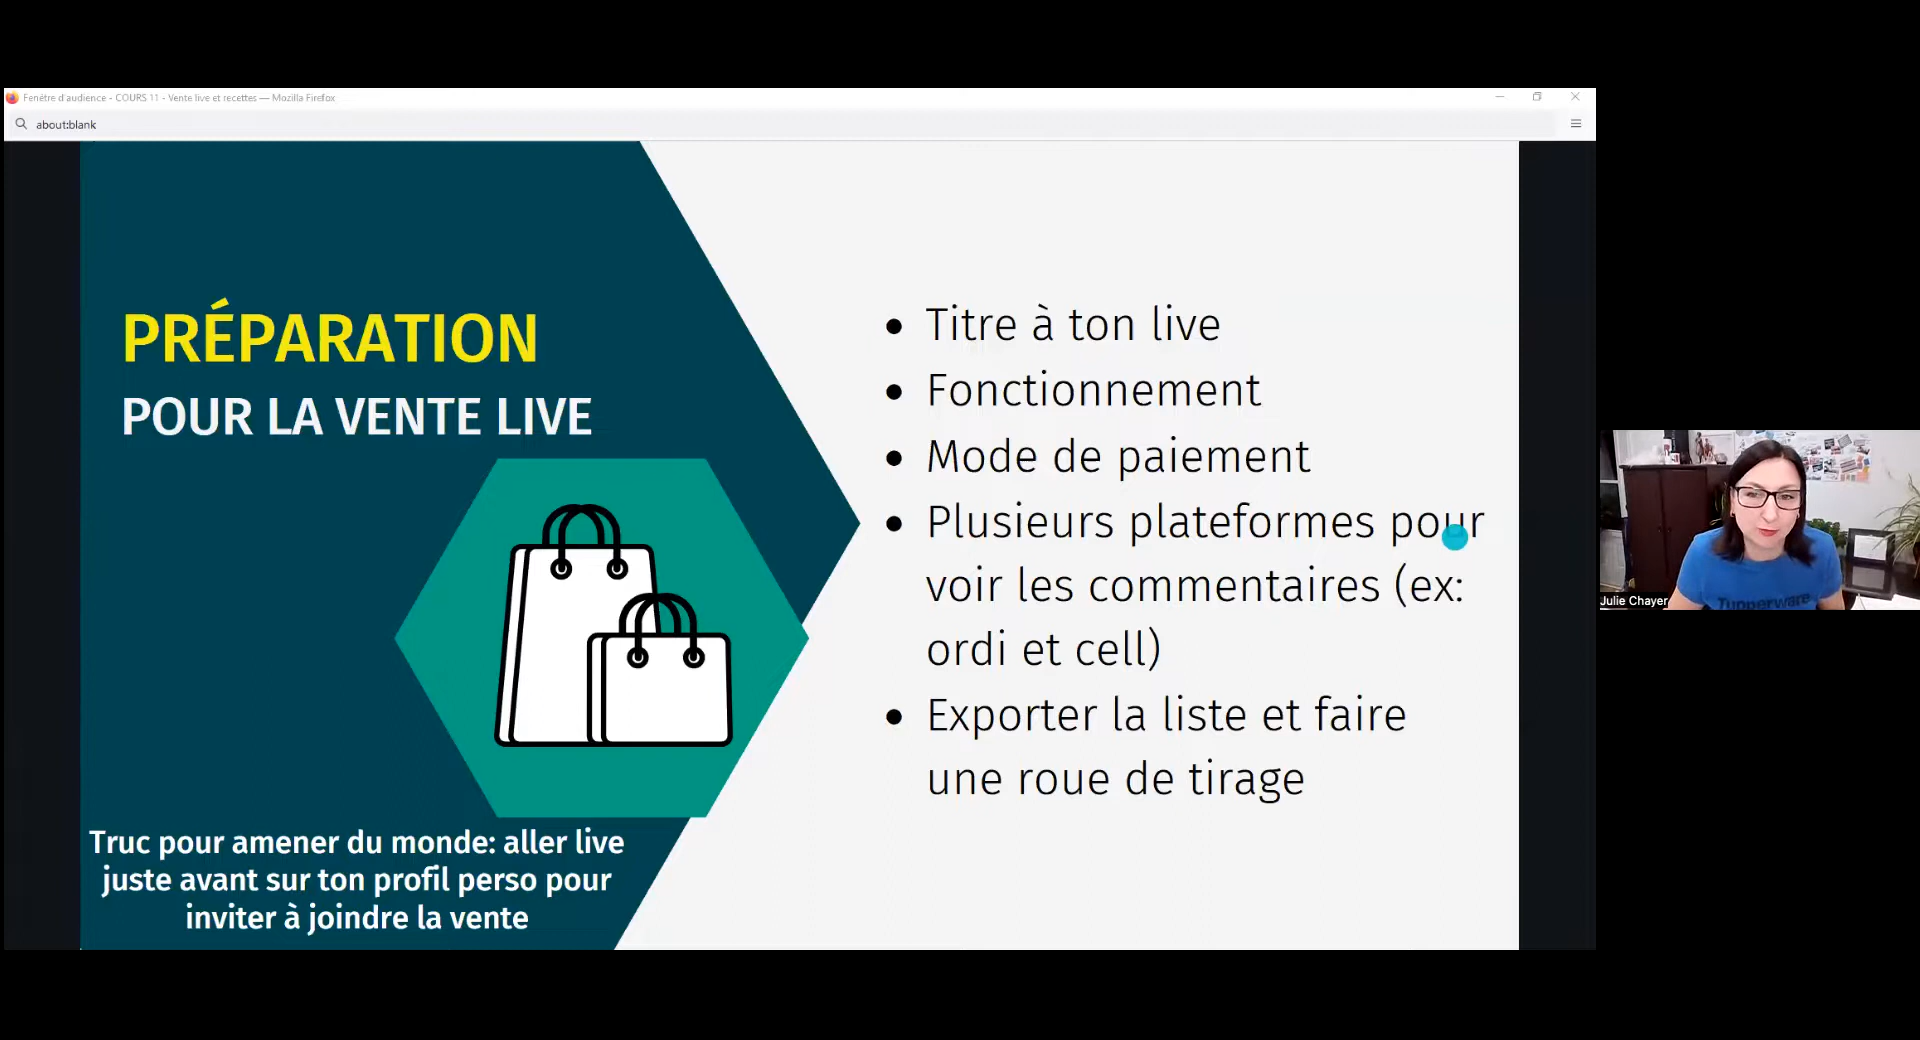 Fenêtre d'audience - COURS 11 - Vente live et recettes — Mozilla Firefox
about:blank
PRÉPARATION
POUR LA VENTE LIVE
Truc pour amener du monde: aller live
juste avant sur ton profil perso pour
inviter à joindre la vente
• Titre à ton live
• Fonctionnement
• Mode de paiement
• Plusieurs plateformes pour
voir les commentaires (ex:
ordi et cell)
• Exporter la liste et faire
une roue de tirage
Julie Chayer
Tupperware